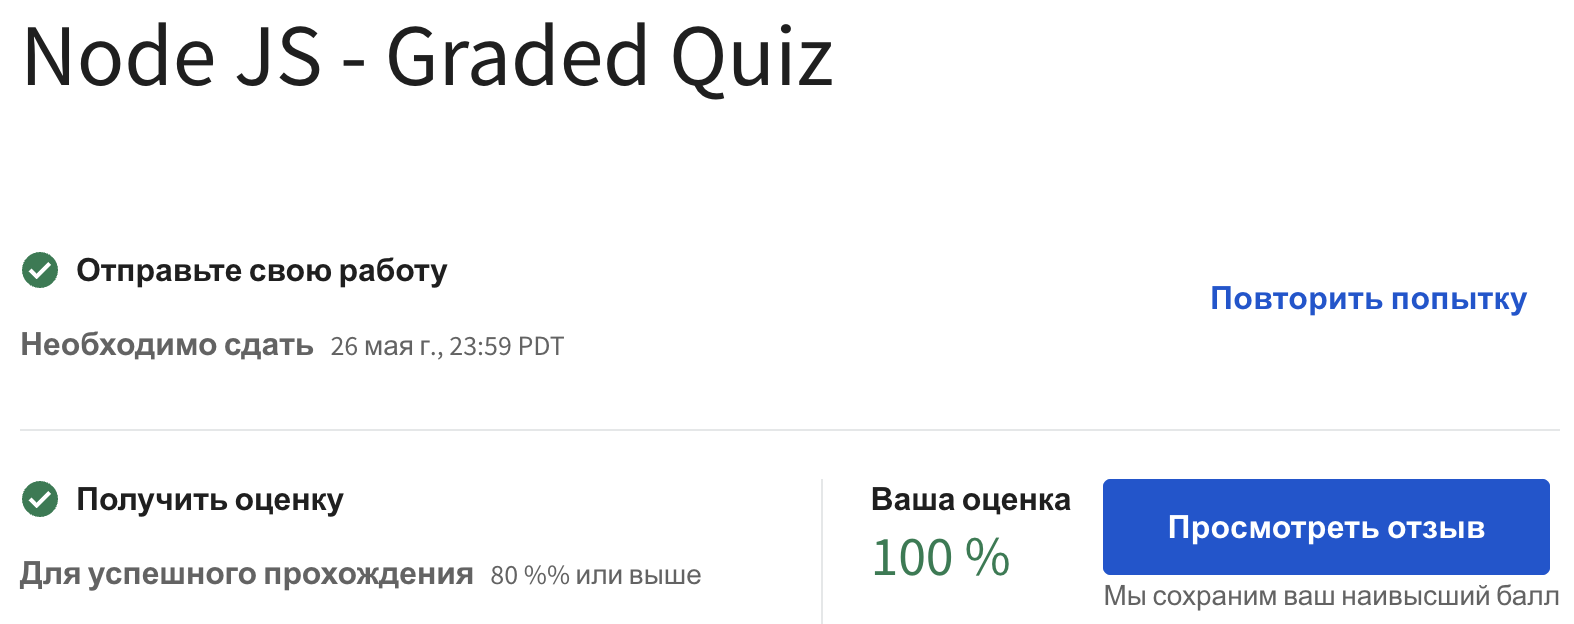 Node JS - Graded Quiz
Отправьте свою работу
Повторить попытку
Необходимо сдать 26 мая г., 23:59 PDT
Получить оценку
Для успешного прохождения 80 %% или выше
Ваша оценка
100 %
Просмотреть отзыв
Мы сохраним ваш наивысший балл